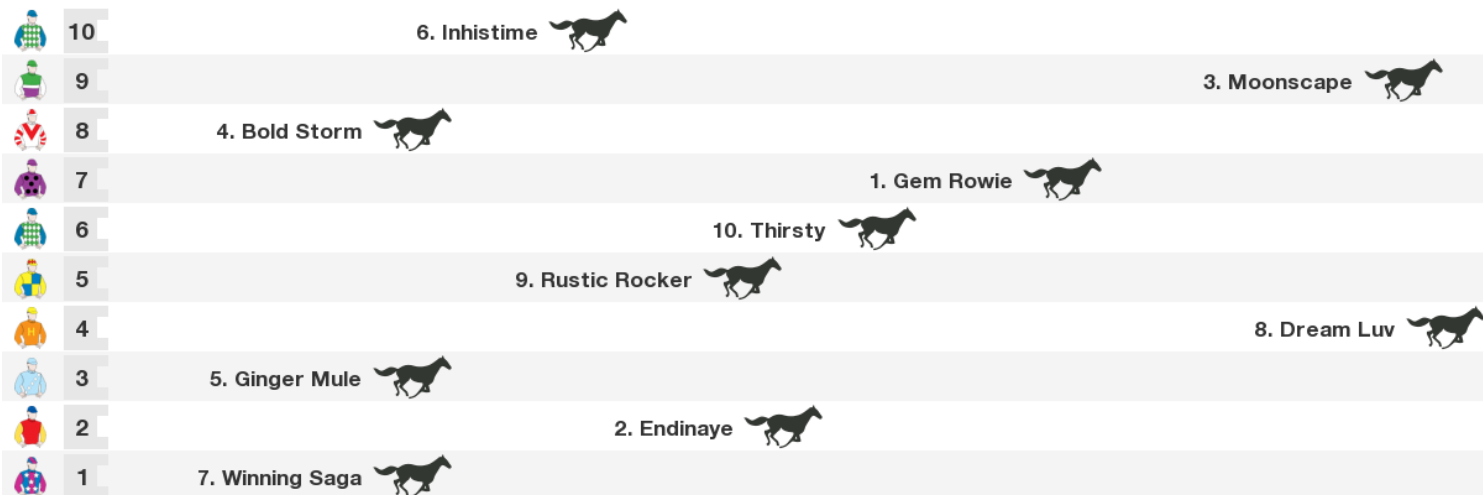 10 6. Inhistime
9 3. Moonscape
8 4. Bold Storm
7 1. Gem Rowie
6 10. Thirsty
5 9. Rustic Rocker
H
4 8. Dream Luv
3 5. Ginger Mule
2 2. Endinaye
1 7. Winning Saga